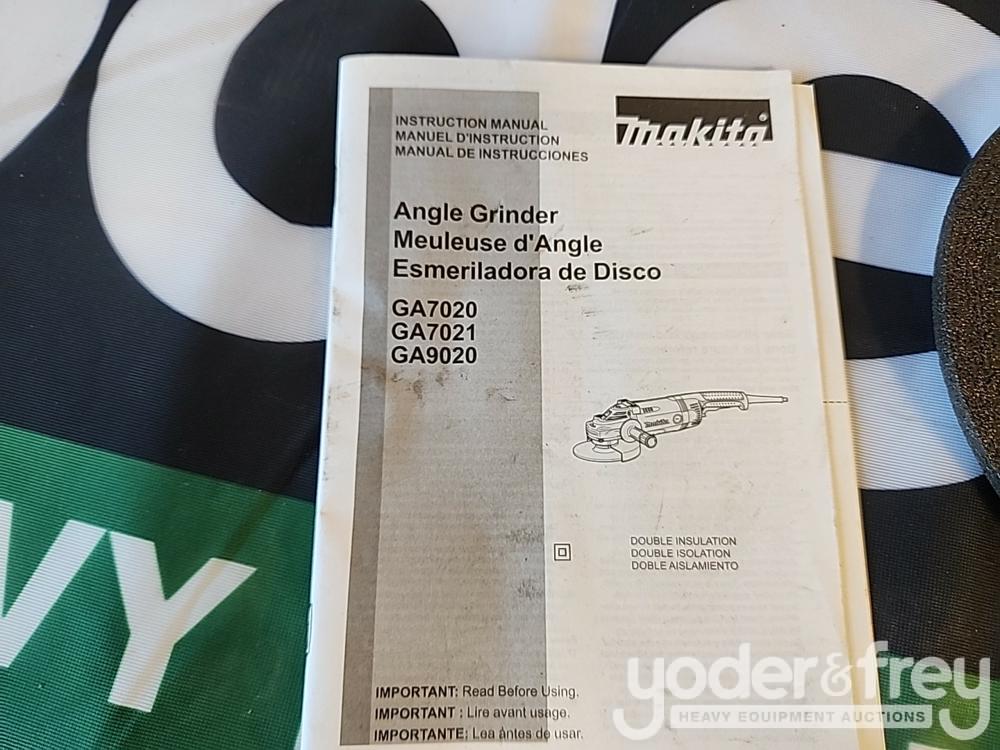 INSTRUCTION MANUAL
MANUEL D'INSTRUCTION
MANUAL DE INSTRUCCIONES
makita®
Angle Grinder
Meuleuse d'Angle
Esmeriladora de Disco
GA7020
GA7021
GA9020
Makita
DOUBLE INSULATION
DOUBLE ISOLATION
DOBLE AISLAMIENTO
IMPORTANT: Read Before Using.
IMPORTANT : Lire avant usage.
IMPORTANTE: Lea ántes de usar.
VY
yoder&frey
HEAVY EQUIPMENT AUCTIONS